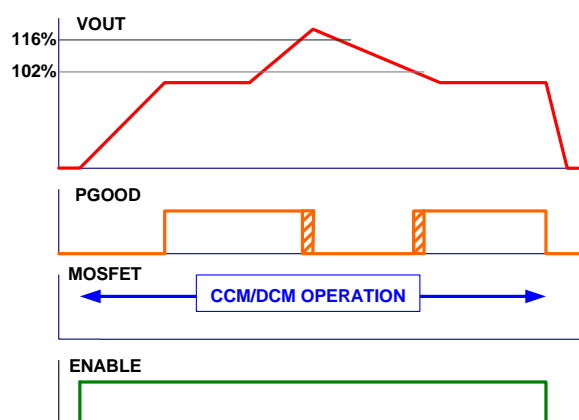 VOUT
116%
102%
PGOOD
MOSFET
CCM/DCM OPERATION
ENABLE